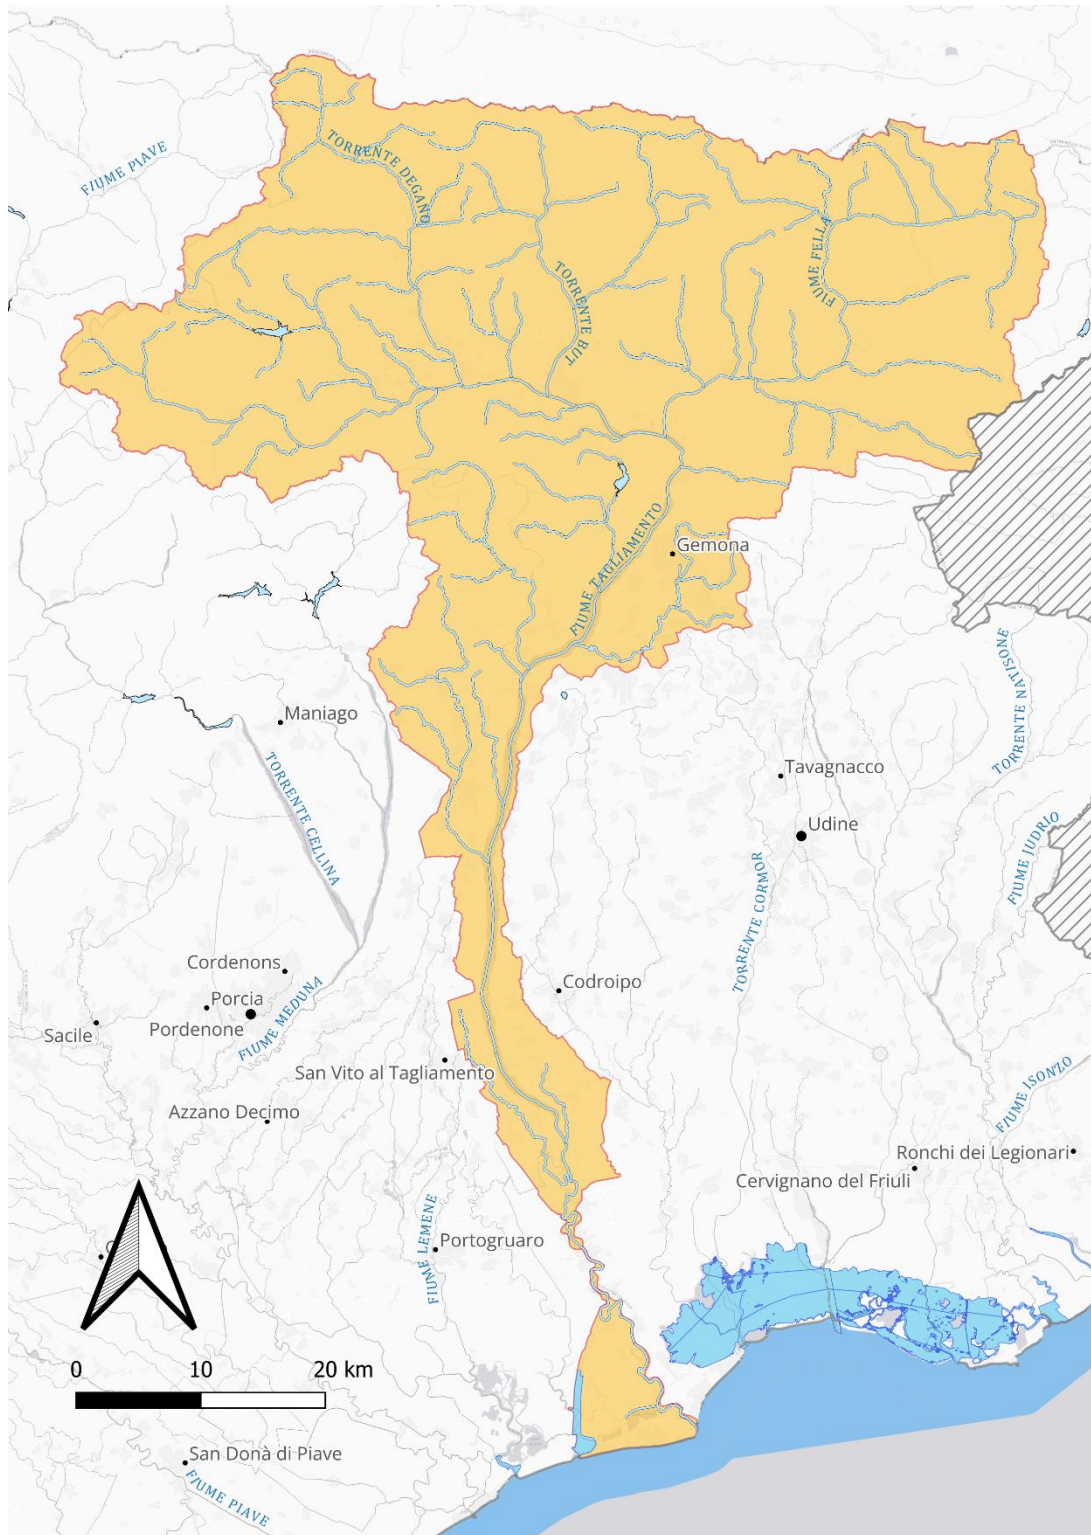 FIUME PIAVE
TORRENTE DEGANO
FIUME FELLA
TORRENTE BUT
FIUME TAGLIAMENTO
Gemona
TORRENTE NATISONE
Maniago
TORRENTE CELLINA
Tavagnacco
Udine
FIUME JUDRIO
TORRENTE CORMOR
Cordenons
Codroipo
Porcia
Pordenone
Sacile
FIUME MEDUNA
San Vito al Tagliamento
FIUME ISONZO
Azzano Decimo
Ronchi dei Legionari
Cervignano del Friuli
FIUME LEMENE
Portogruaro
0 10 20 km
San Donà di Piave
FIUME PIAVE